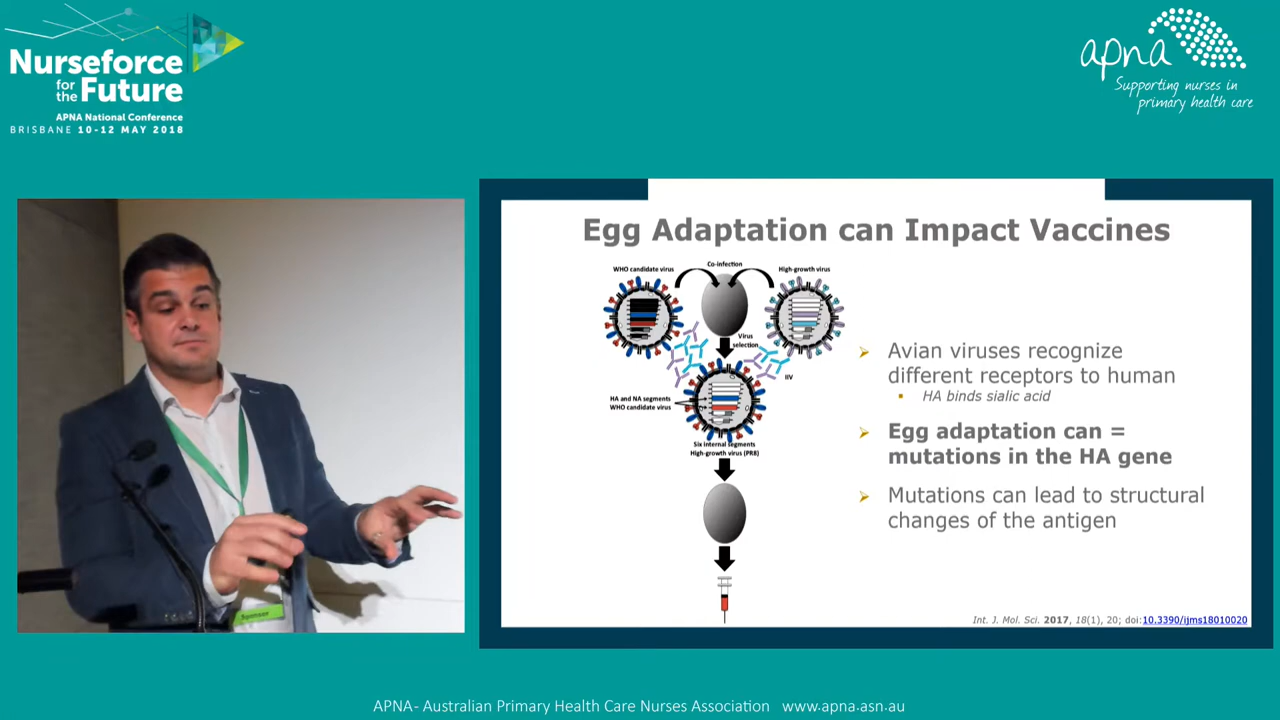 Nurseforce
for the
Future
APNA National Conference
BRISBANE 10-12 MAY 2018
apna
Supporting nurses in
primary health care
Egg Adaptation can Impact Vaccines
WHO candidate virus
Co-infection
High-growth virus
Virus
selection
IIV
HA and NA segments
WHO candidate virus
Six internal segments
High-growth virus (PR8)
Avian viruses recognize
different receptors to human
HA binds sialic acid
Egg adaptation can =
mutations in the HA gene
Mutations can lead to structural
changes of the antigen
Int. J. Mol. Sci. 2017, 18(1), 20; doi:10.3390/ijms18010020
APNA- Australian Primary Health Care Nurses Association www.apna.asn.au